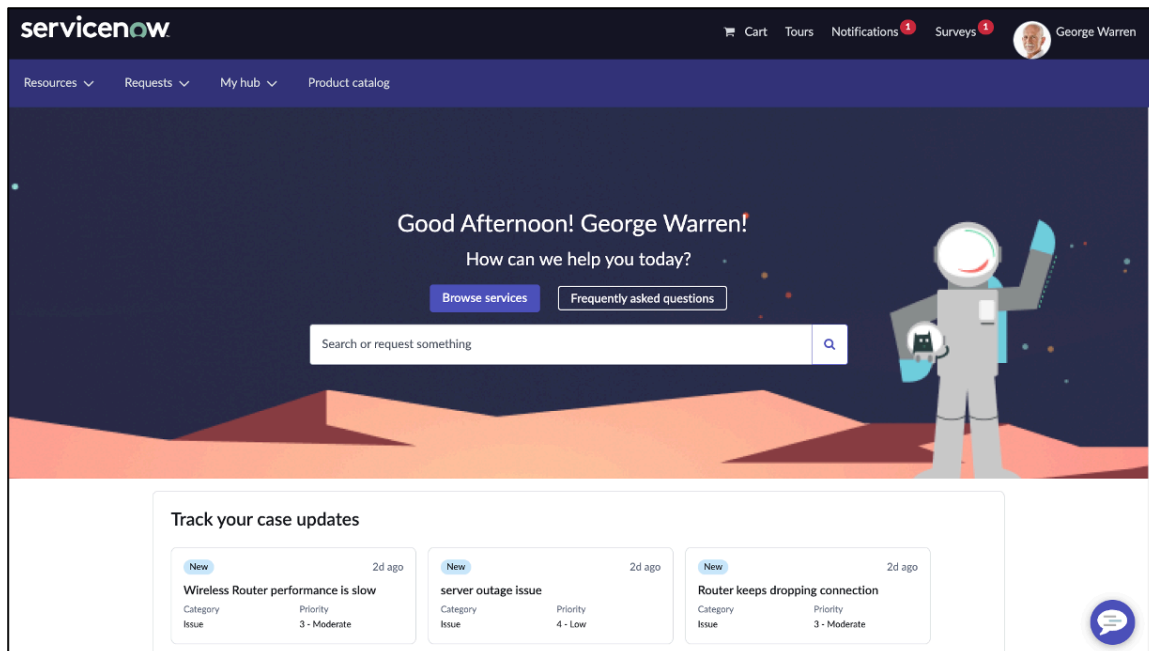 servicenow
Cart Tours Notifications 1 Surveys 1 George Warren
Resources Requests My hub Product catalog
Good Afternoon! George Warren!
How can we help you today?
Browse services Frequently asked questions
Search or request something
Track your case updates
New 2d ago
Wireless Router performance is slow
Category Priority
Issue 3 - Moderate
New 2d ago
server outage issue
Category Priority
Issue 4 - Low
New 2d ago
Router keeps dropping connection
Category Priority
Issue 3 - Moderate